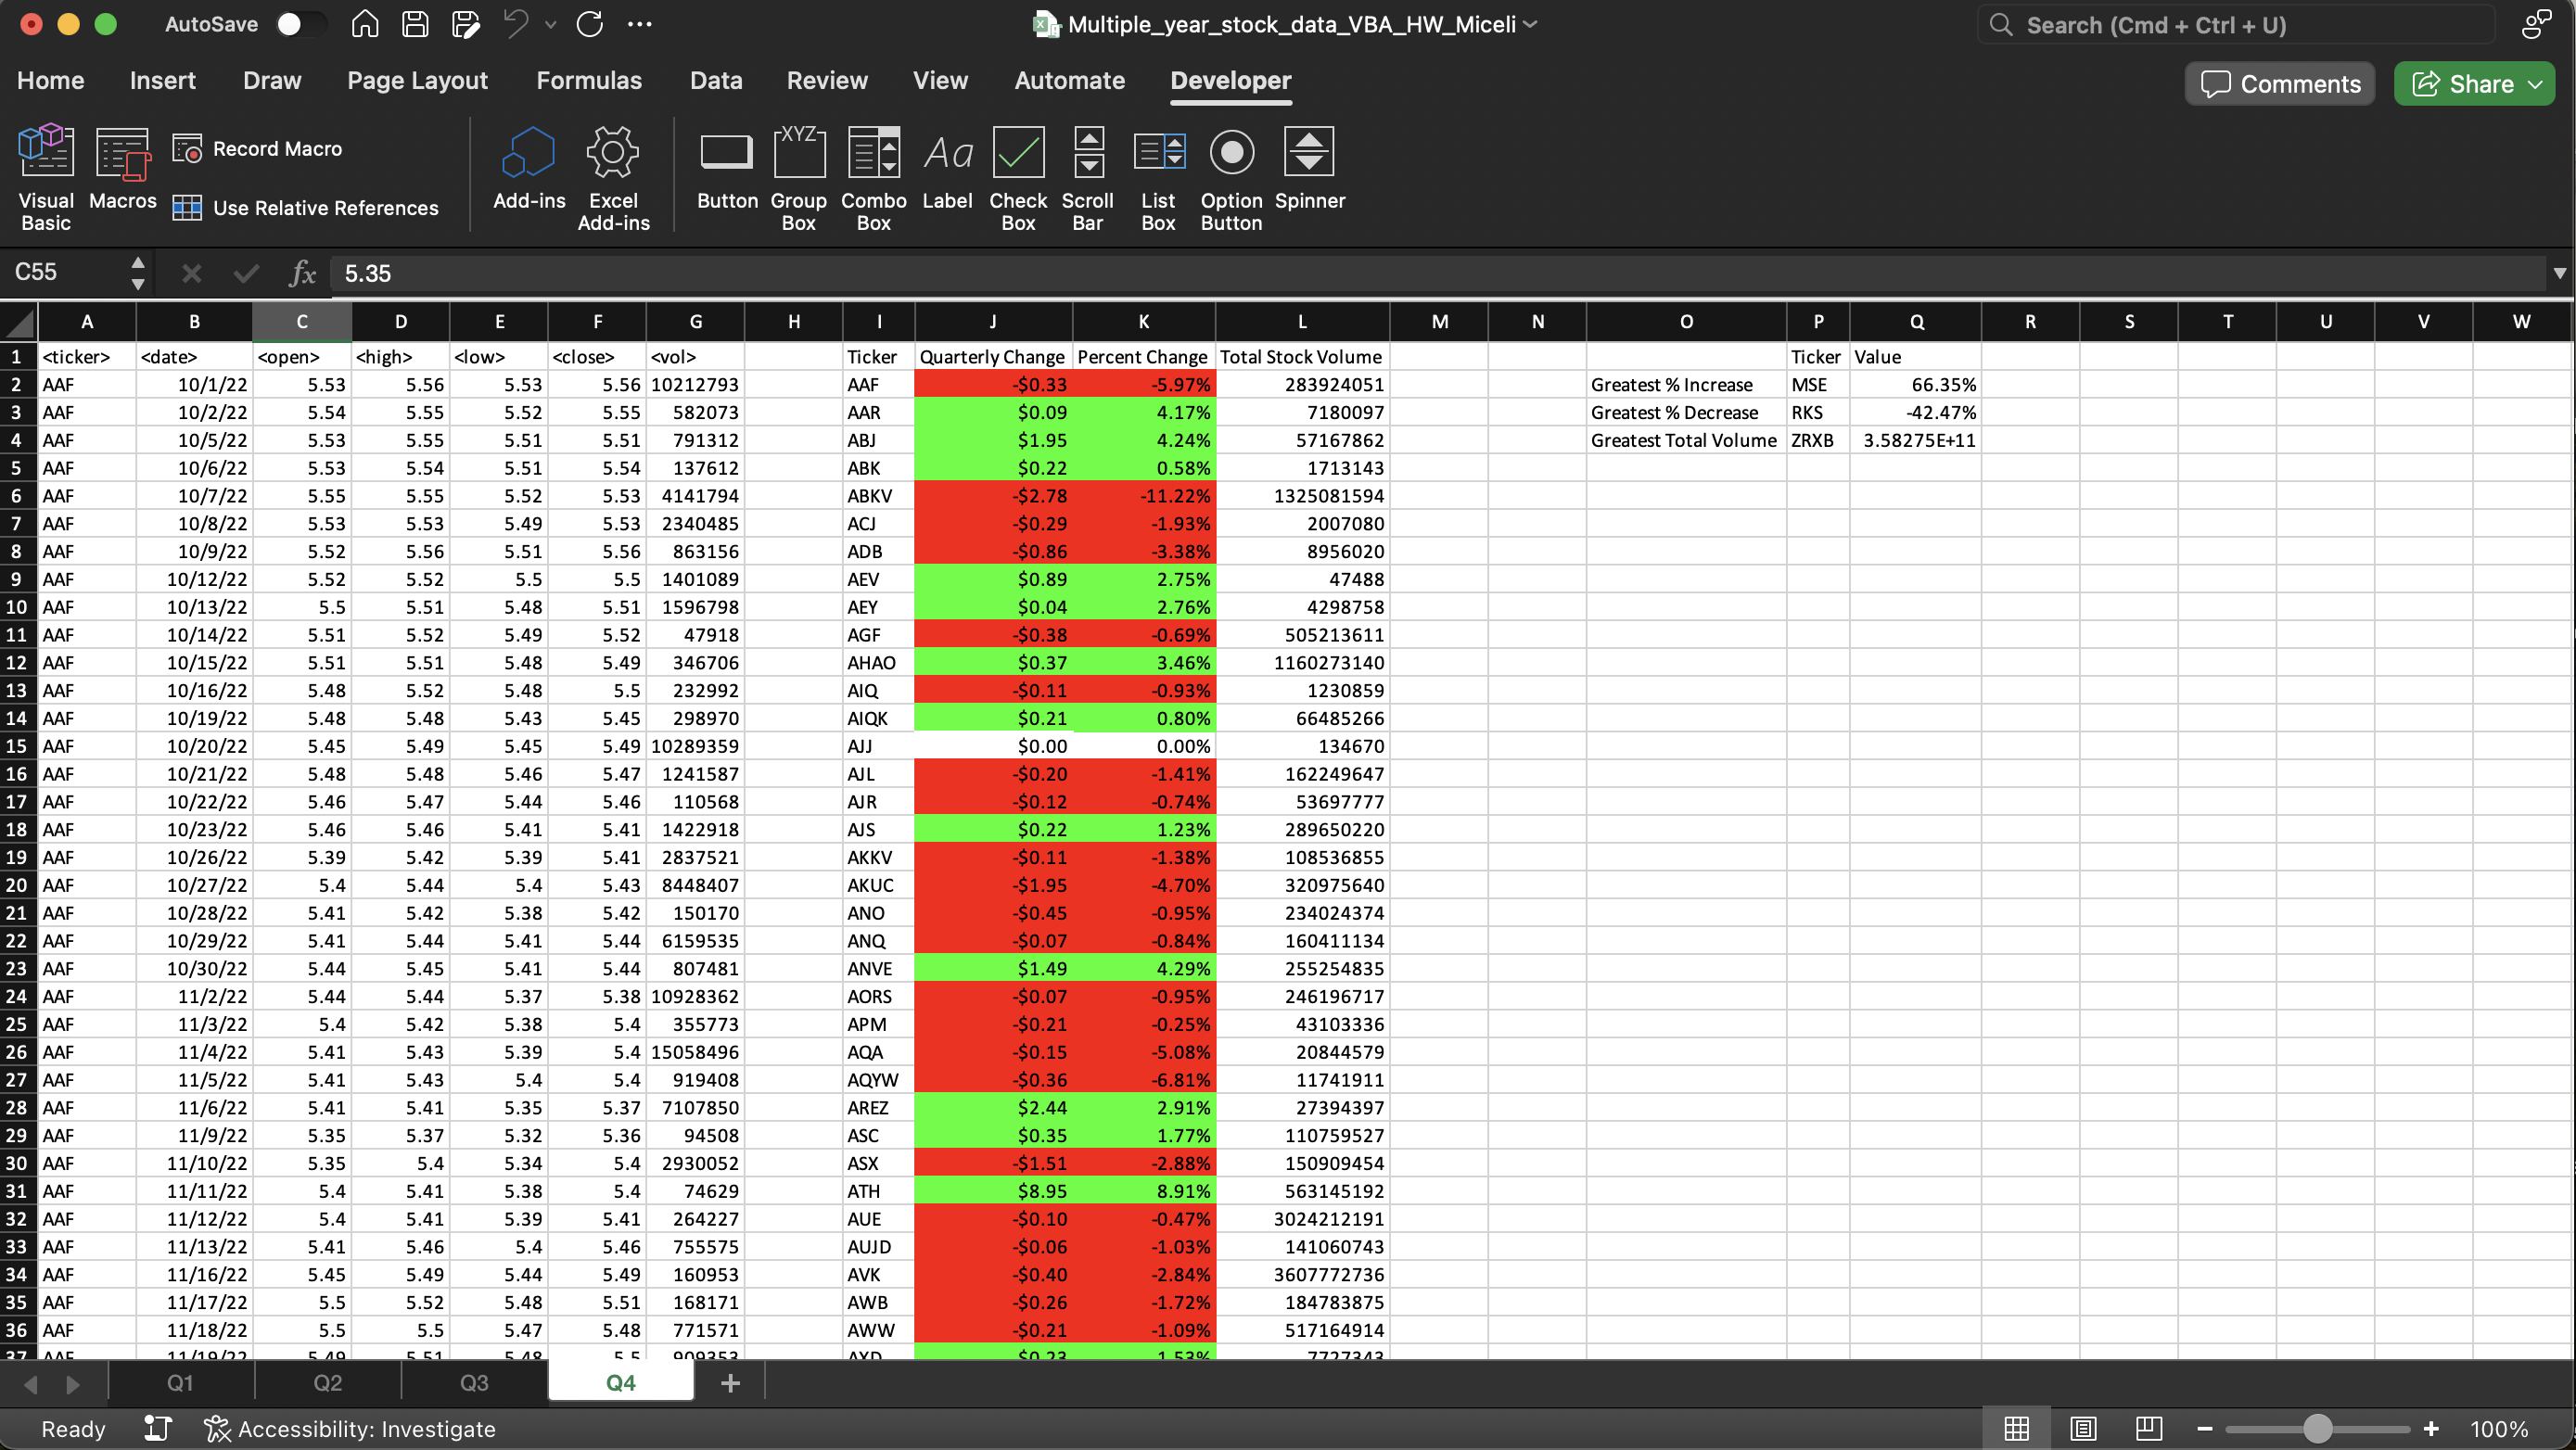 AutoSave Multiple_year_stock_data_VBA_HW_Miceli Search (Cmd + Ctrl + U)
Home Insert Draw Page Layout Formulas Data Review View Automate Developer Comments Share
Visual Basic Macros Record Macro Use Relative References Add-ins Excel Add-ins Button XYZ Group Box Combo Box Aa Label Check Box Scroll Bar List Box Option Button Spinner
C55 fx 5.35
A B C D E F G H I J K L M N O P Q R S T U V W
1 <ticker> <date> <open> <high> <low> <close> <vol> Ticker Quarterly Change Percent Change Total Stock Volume Ticker Value
2 AAF 10/1/22 5.53 5.56 5.53 5.56 10212793 AAF -$0.33 -5.97% 283924051 Greatest % Increase MSE 66.35%
3 AAF 10/2/22 5.54 5.55 5.52 5.55 582073 AAR $0.09 4.17% 7180097 Greatest % Decrease RKS -42.47%
4 AAF 10/5/22 5.53 5.55 5.51 5.51 791312 ABJ $1.95 4.24% 57167862 Greatest Total Volume ZRXB 3.58275E+11
5 AAF 10/6/22 5.53 5.54 5.51 5.54 137612 ABK $0.22 0.58% 1713143
6 AAF 10/7/22 5.55 5.55 5.52 5.53 4141794 ABKV -$2.78 -11.22% 1325081594
7 AAF 10/8/22 5.53 5.53 5.49 5.53 2340485 ACJ -$0.29 -1.93% 2007080
8 AAF 10/9/22 5.52 5.56 5.51 5.56 863156 ADB -$0.86 -3.38% 8956020
9 AAF 10/12/22 5.52 5.52 5.5 5.5 1401089 AEV $0.89 2.75% 47488
10 AAF 10/13/22 5.5 5.51 5.48 5.51 1596798 AEY $0.04 2.76% 4298758
11 AAF 10/14/22 5.51 5.52 5.49 5.52 47918 AGF -$0.38 -0.69% 505213611
12 AAF 10/15/22 5.51 5.51 5.48 5.49 346706 AHAO $0.37 3.46% 1160273140
13 AAF 10/16/22 5.48 5.52 5.48 5.5 232992 AIQ -$0.11 -0.93% 1230859
14 AAF 10/19/22 5.48 5.48 5.43 5.45 298970 AIQK $0.21 0.80% 66485266
15 AAF 10/20/22 5.45 5.49 5.45 5.49 10289359 AJJ $0.00 0.00% 134670
16 AAF 10/21/22 5.48 5.48 5.46 5.47 1241587 AJL -$0.20 -1.41% 162249647
17 AAF 10/22/22 5.46 5.47 5.44 5.46 110568 AJR -$0.12 -0.74% 53697777
18 AAF 10/23/22 5.46 5.46 5.41 5.41 1422918 AJS $0.22 1.23% 289650220
19 AAF 10/26/22 5.39 5.42 5.39 5.41 2837521 AKKV -$0.11 -1.38% 108536855
20 AAF 10/27/22 5.4 5.44 5.4 5.43 8448407 AKUC -$1.95 -4.70% 320975640
21 AAF 10/28/22 5.41 5.42 5.38 5.42 150170 ANO -$0.45 -0.95% 234024374
22 AAF 10/29/22 5.41 5.44 5.41 5.44 6159535 ANQ -$0.07 -0.84% 160411134
23 AAF 10/30/22 5.44 5.45 5.41 5.44 807481 ANVE $1.49 4.29% 255254835
24 AAF 11/2/22 5.44 5.44 5.37 5.38 10928362 AORS -$0.07 -0.95% 246196717
25 AAF 11/3/22 5.4 5.42 5.38 5.4 355773 APM -$0.21 -0.25% 43103336
26 AAF 11/4/22 5.41 5.43 5.39 5.4 15058496 AQA -$0.15 -5.08% 20844579
27 AAF 11/5/22 5.41 5.43 5.4 5.4 919408 AQYW -$0.36 -6.81% 11741911
28 AAF 11/6/22 5.41 5.41 5.35 5.37 7107850 AREZ $2.44 2.91% 27394397
29 AAF 11/9/22 5.35 5.37 5.32 5.36 94508 ASC $0.35 1.77% 110759527
30 AAF 11/10/22 5.35 5.4 5.34 5.4 2930052 ASX -$1.51 -2.88% 150909454
31 AAF 11/11/22 5.4 5.41 5.38 5.4 74629 ATH $8.95 8.91% 563145192
32 AAF 11/12/22 5.4 5.41 5.39 5.41 264227 AUE -$0.10 -0.47% 3024212191
33 AAF 11/13/22 5.41 5.46 5.4 5.46 755575 AUJD -$0.06 -1.03% 141060743
34 AAF 11/16/22 5.45 5.49 5.44 5.49 160953 AVK -$0.40 -2.84% 3607772736
35 AAF 11/17/22 5.5 5.52 5.48 5.51 168171 AWB -$0.26 -1.72% 184783875
36 AAF 11/18/22 5.5 5.5 5.47 5.48 771571 AWW -$0.21 -1.09% 517164914
37 AAF 11/19/22 5.49 5.51 5.48 5.5 909353 AXD $0.23 1.53% 7727343
Q1 Q2 Q3 Q4 +
Ready Accessibility: Investigate 100%